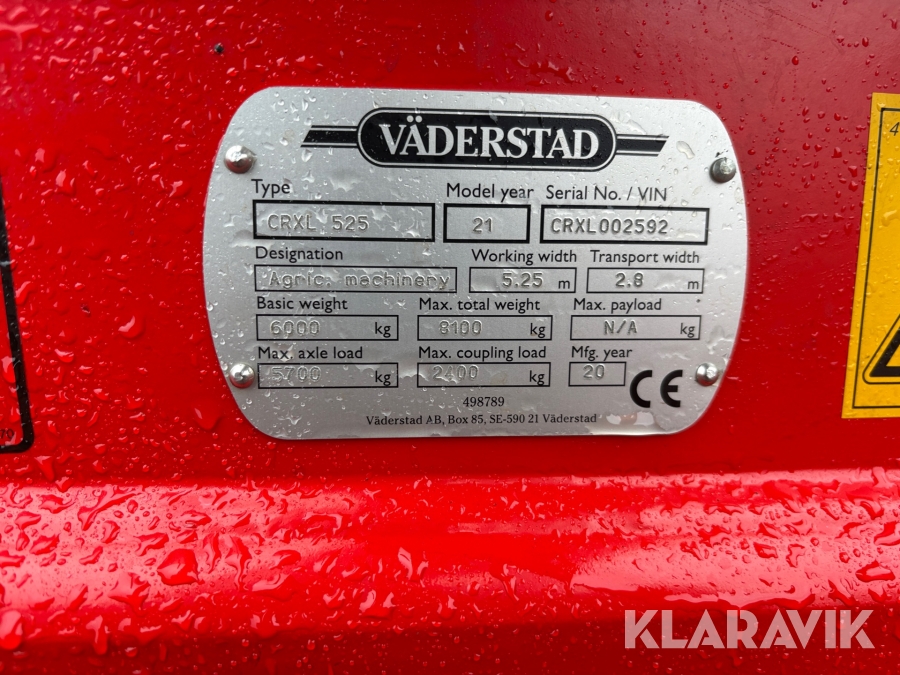 VÄDERSTAD
Type Model year Serial No. / VIN
CRXL 525 21 CRXL002592
Designation Working width Transport width
Agric. machinery 5.25 m 2.8 m
Basic weight Max. total weight Max. payload
6000 kg 8100 kg N/A kg
Max. axle load Max. coupling load Mfg. year
5700 kg 2400 kg 20 CE
498789
Väderstad AB, Box 85, SE-590 21 Väderstad
KLARAVIK